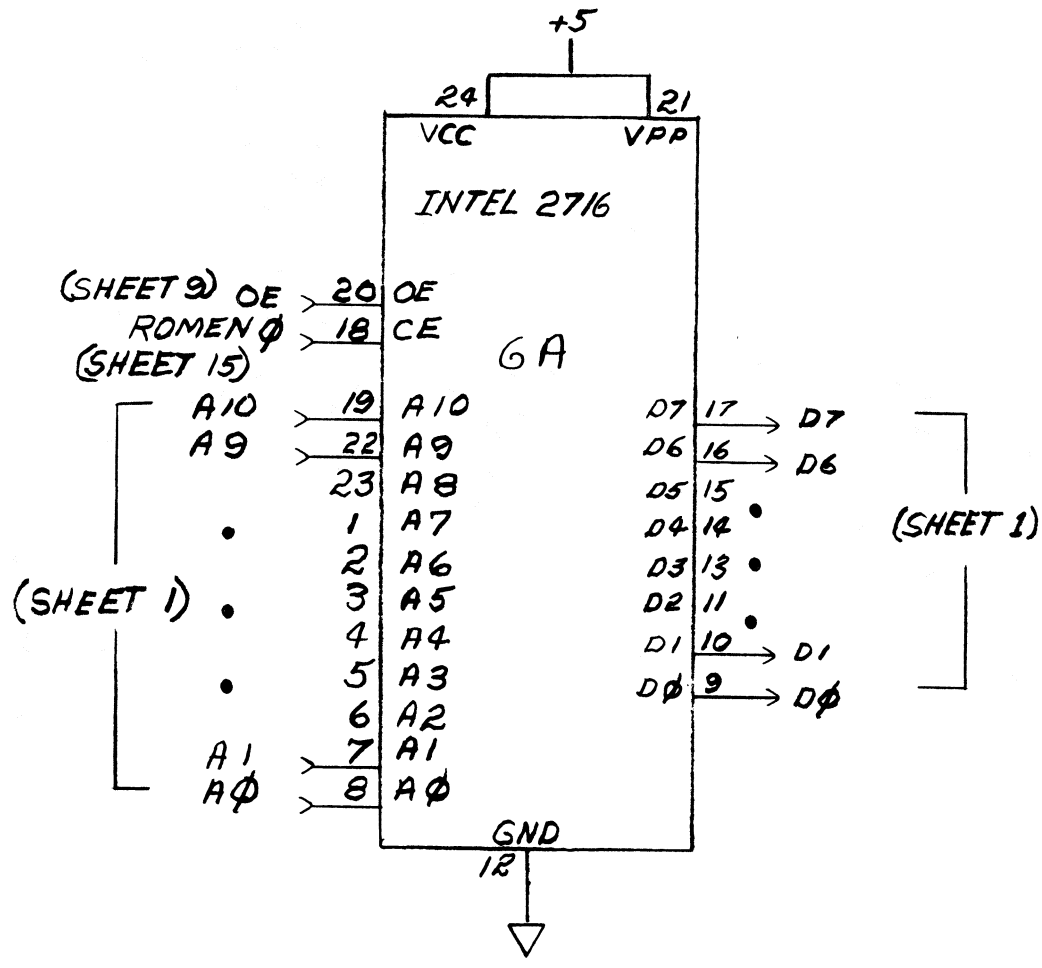 +5
24 21
VCC VPP
INTEL 2716
(SHEET 9) OE 20 OE
ROMEN Ø 18 CE
(SHEET 15)
6A
A10 19 A10 D7 17 D7
A9 22 A9 D6 16 D6
23 A8 D5 15
1 A7 D4 14 (SHEET 1)
2 A6 D3 13
(SHEET 1) 3 A5 D2 11
4 A4 D1 10 D1
5 A3 DØ 9 DØ
6 A2
A1 7 A1
AØ 8 AØ
GND
12